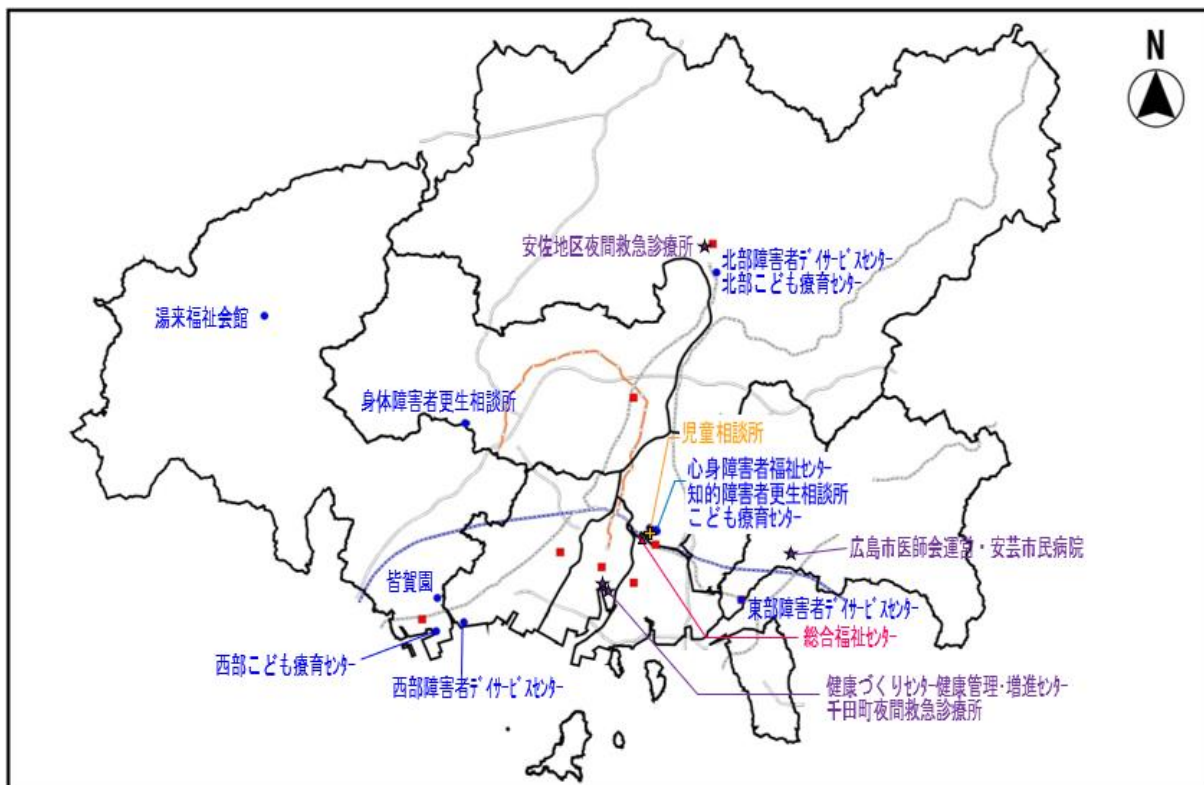 N
安佐地区夜間救急診療所
北部障害者ﾃﾞｲｻｰﾋﾞｽｾﾝﾀｰ
北部こども療育ｾﾝﾀｰ
湯来福祉会館
身体障害者更生相談所
児童相談所
心身障害者福祉ｾﾝﾀｰ
知的障害者更生相談所
こども療育ｾﾝﾀｰ
広島市医師会運営・安芸市民病院
皆賀園
東部障害者ﾃﾞｲｻｰﾋﾞｽｾﾝﾀｰ
総合福祉ｾﾝﾀｰ
西部こども療育ｾﾝﾀｰ
西部障害者ﾃﾞｲｻｰﾋﾞｽｾﾝﾀｰ
健康づくりｾﾝﾀｰ健康管理・増進ｾﾝﾀｰ
千田町夜間救急診療所